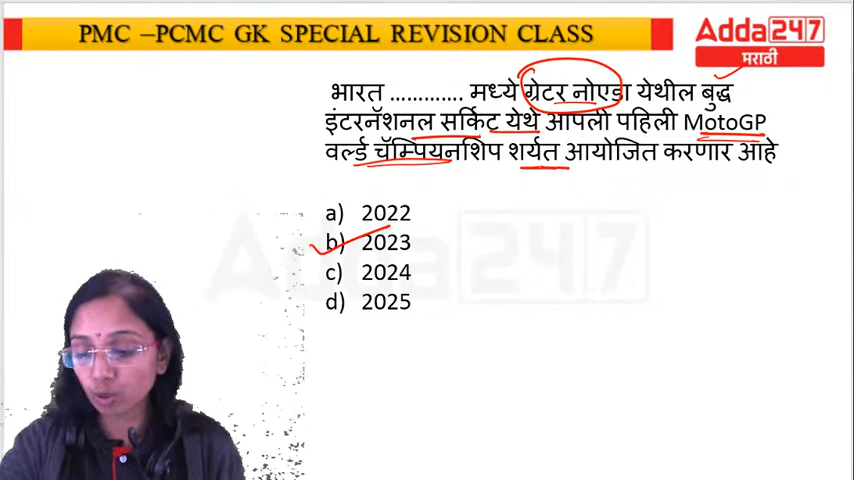 PMC –PCMC GK SPECIAL REVISION CLASS
Adda247
मराठी
भारत ............. मध्ये ग्रेटर नोएडा येथील बुद्ध
इंटरनॅशनल सर्किट येथे आपली पहिली MotoGP
वर्ल्ड चॅम्पियनशिप शर्यत आयोजित करणार आहे
a) 2022
b) 2023
c) 2024
d) 2025
Adda247